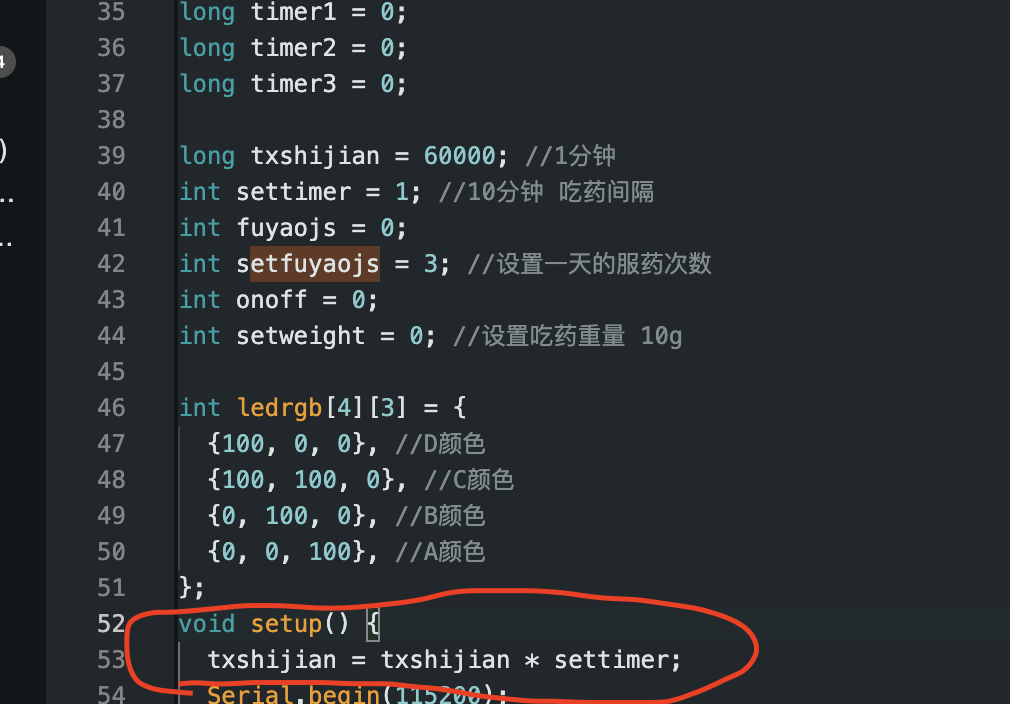 35 long timer1 = 0;
36 long timer2 = 0;
4
37 long timer3 = 0;
38
)
39 long txshijian = 60000; //1分钟
..
40 int settimer = 1; //10分钟 吃药间隔
41 int fuyaojs = 0;
..
42 int setfuyaojs = 3; //设置一天的服药次数
43 int onoff = 0;
44 int setweight = 0; //设置吃药重量 10g
45
46 int ledrgb[4][3] = {
47 {100, 0, 0}, //D颜色
48 {100, 100, 0}, //C颜色
49 {0, 100, 0}, //B颜色
50 {0, 0, 100}, //A颜色
51 };
52 void setup() {
53 txshijian = txshijian * settimer;
54 Serial.begin(115200);